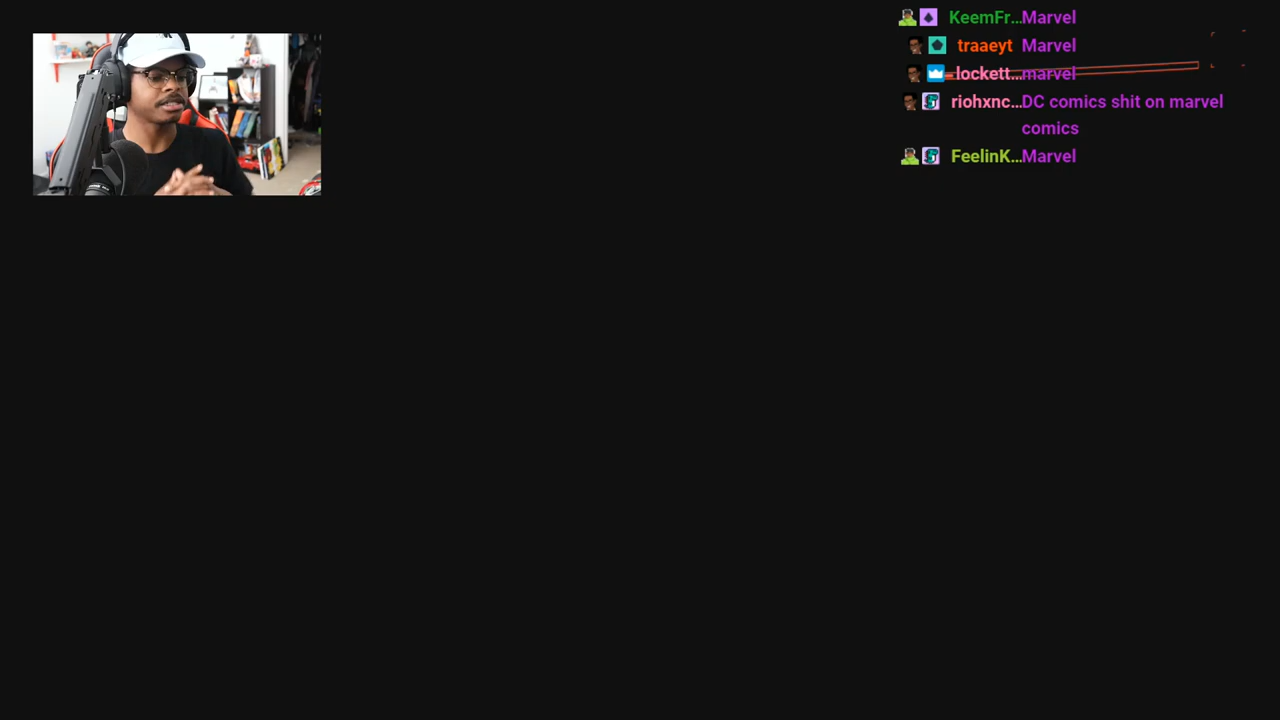 KeemFr... Marvel
traaeyt Marvel
lockett... marvel
riohxnc... DC comics shit on marvel
comics
FeelinK... Marvel